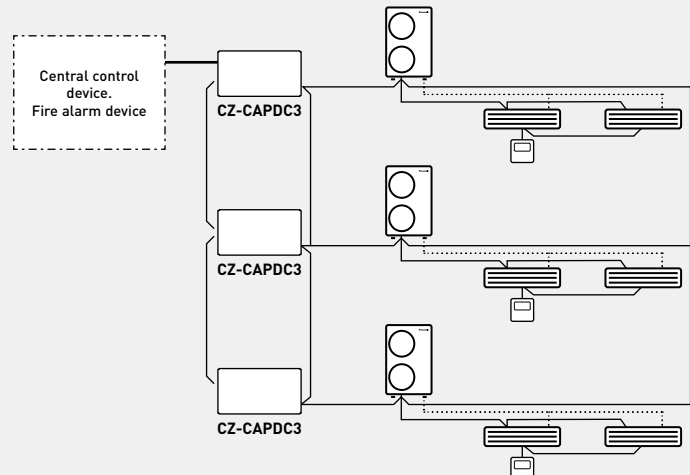 Central control
device.
Fire alarm device
CZ-CAPDC3
CZ-CAPDC3
CZ-CAPDC3